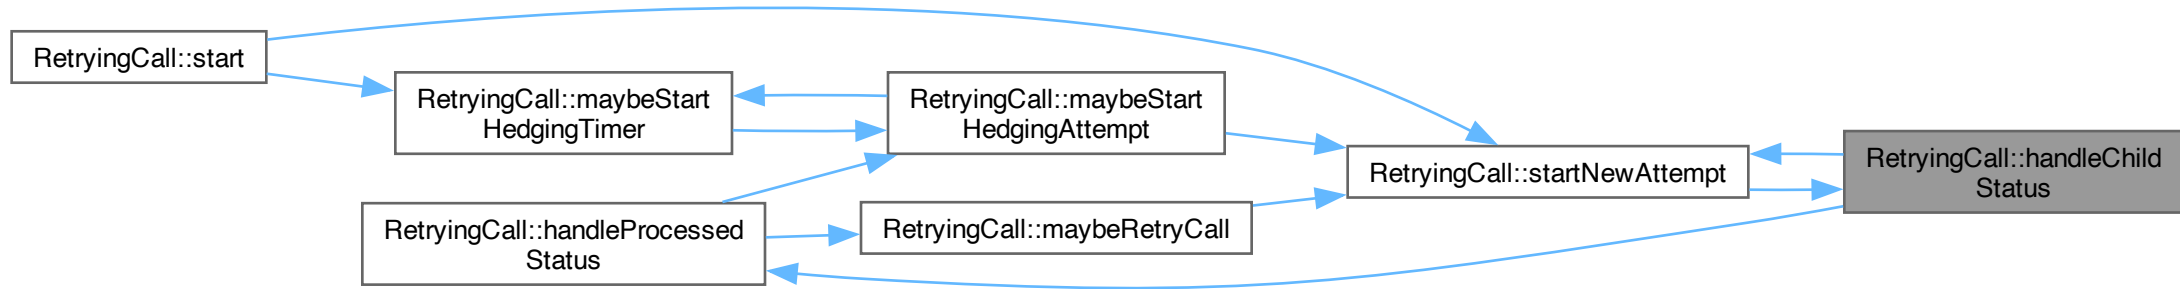 RetryingCall::start
RetryingCall::maybeStart
HedgingTimer
RetryingCall::maybeStart
HedgingAttempt
RetryingCall::handleProcessed
Status
RetryingCall::maybeRetryCall
RetryingCall::startNewAttempt
RetryingCall::handleChild
Status